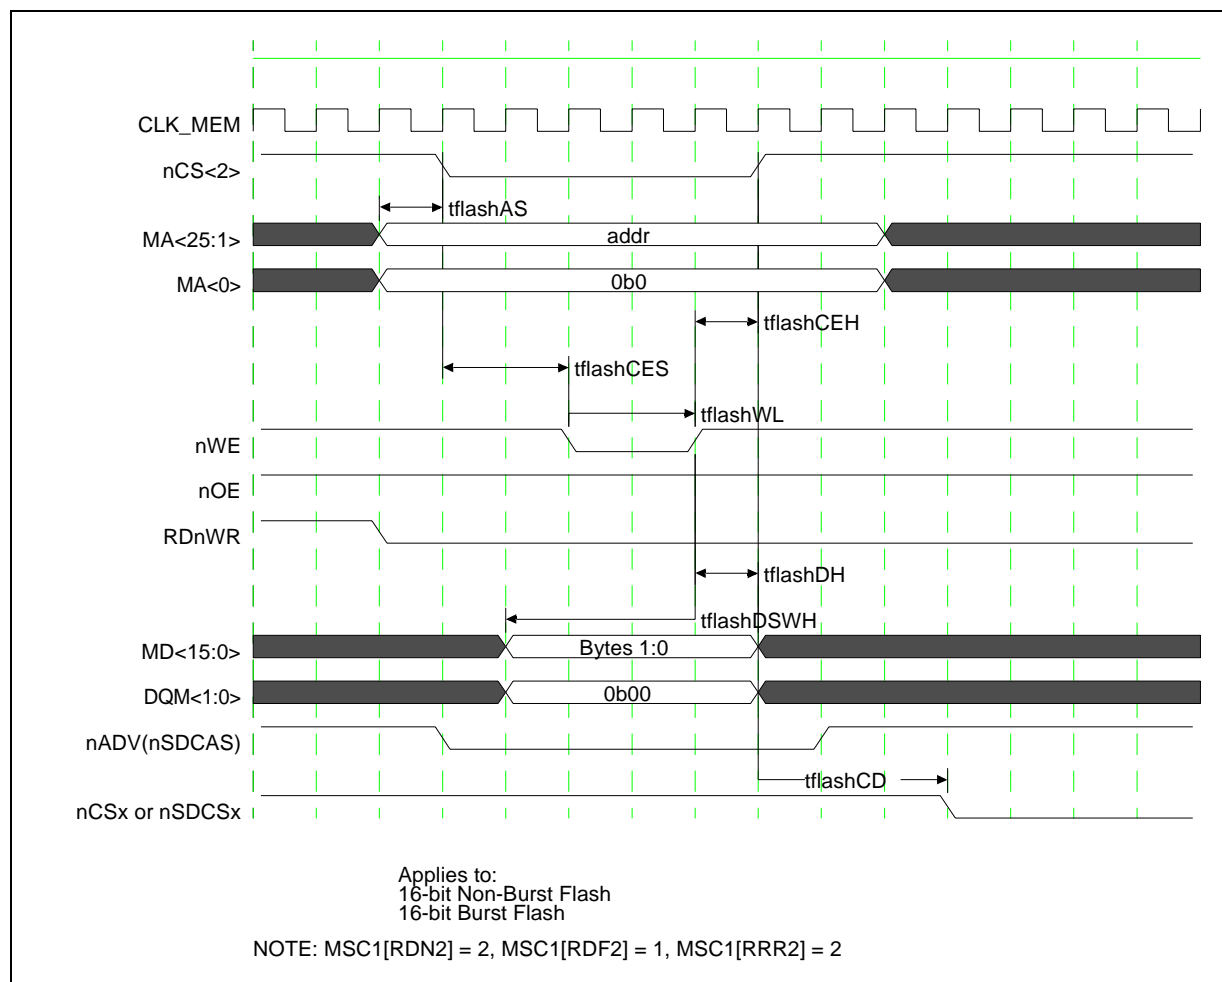 CLK_MEM
nCS<2>
tflashAS
MA<25:1>
addr
MA<0>
0b0
tflashCEH
tflashCES
tflashWL
nWE
nOE
RDnWR
tflashDH
tflashDSWH
MD<15:0>
Bytes 1:0
DQM<1:0>
0b00
nADV(nSDCAS)
tflashCD
nCSx or nSDCSx
Applies to:
16-bit Non-Burst Flash
16-bit Burst Flash
NOTE: MSC1[RDN2] = 2, MSC1[RDF2] = 1, MSC1[RRR2] = 2